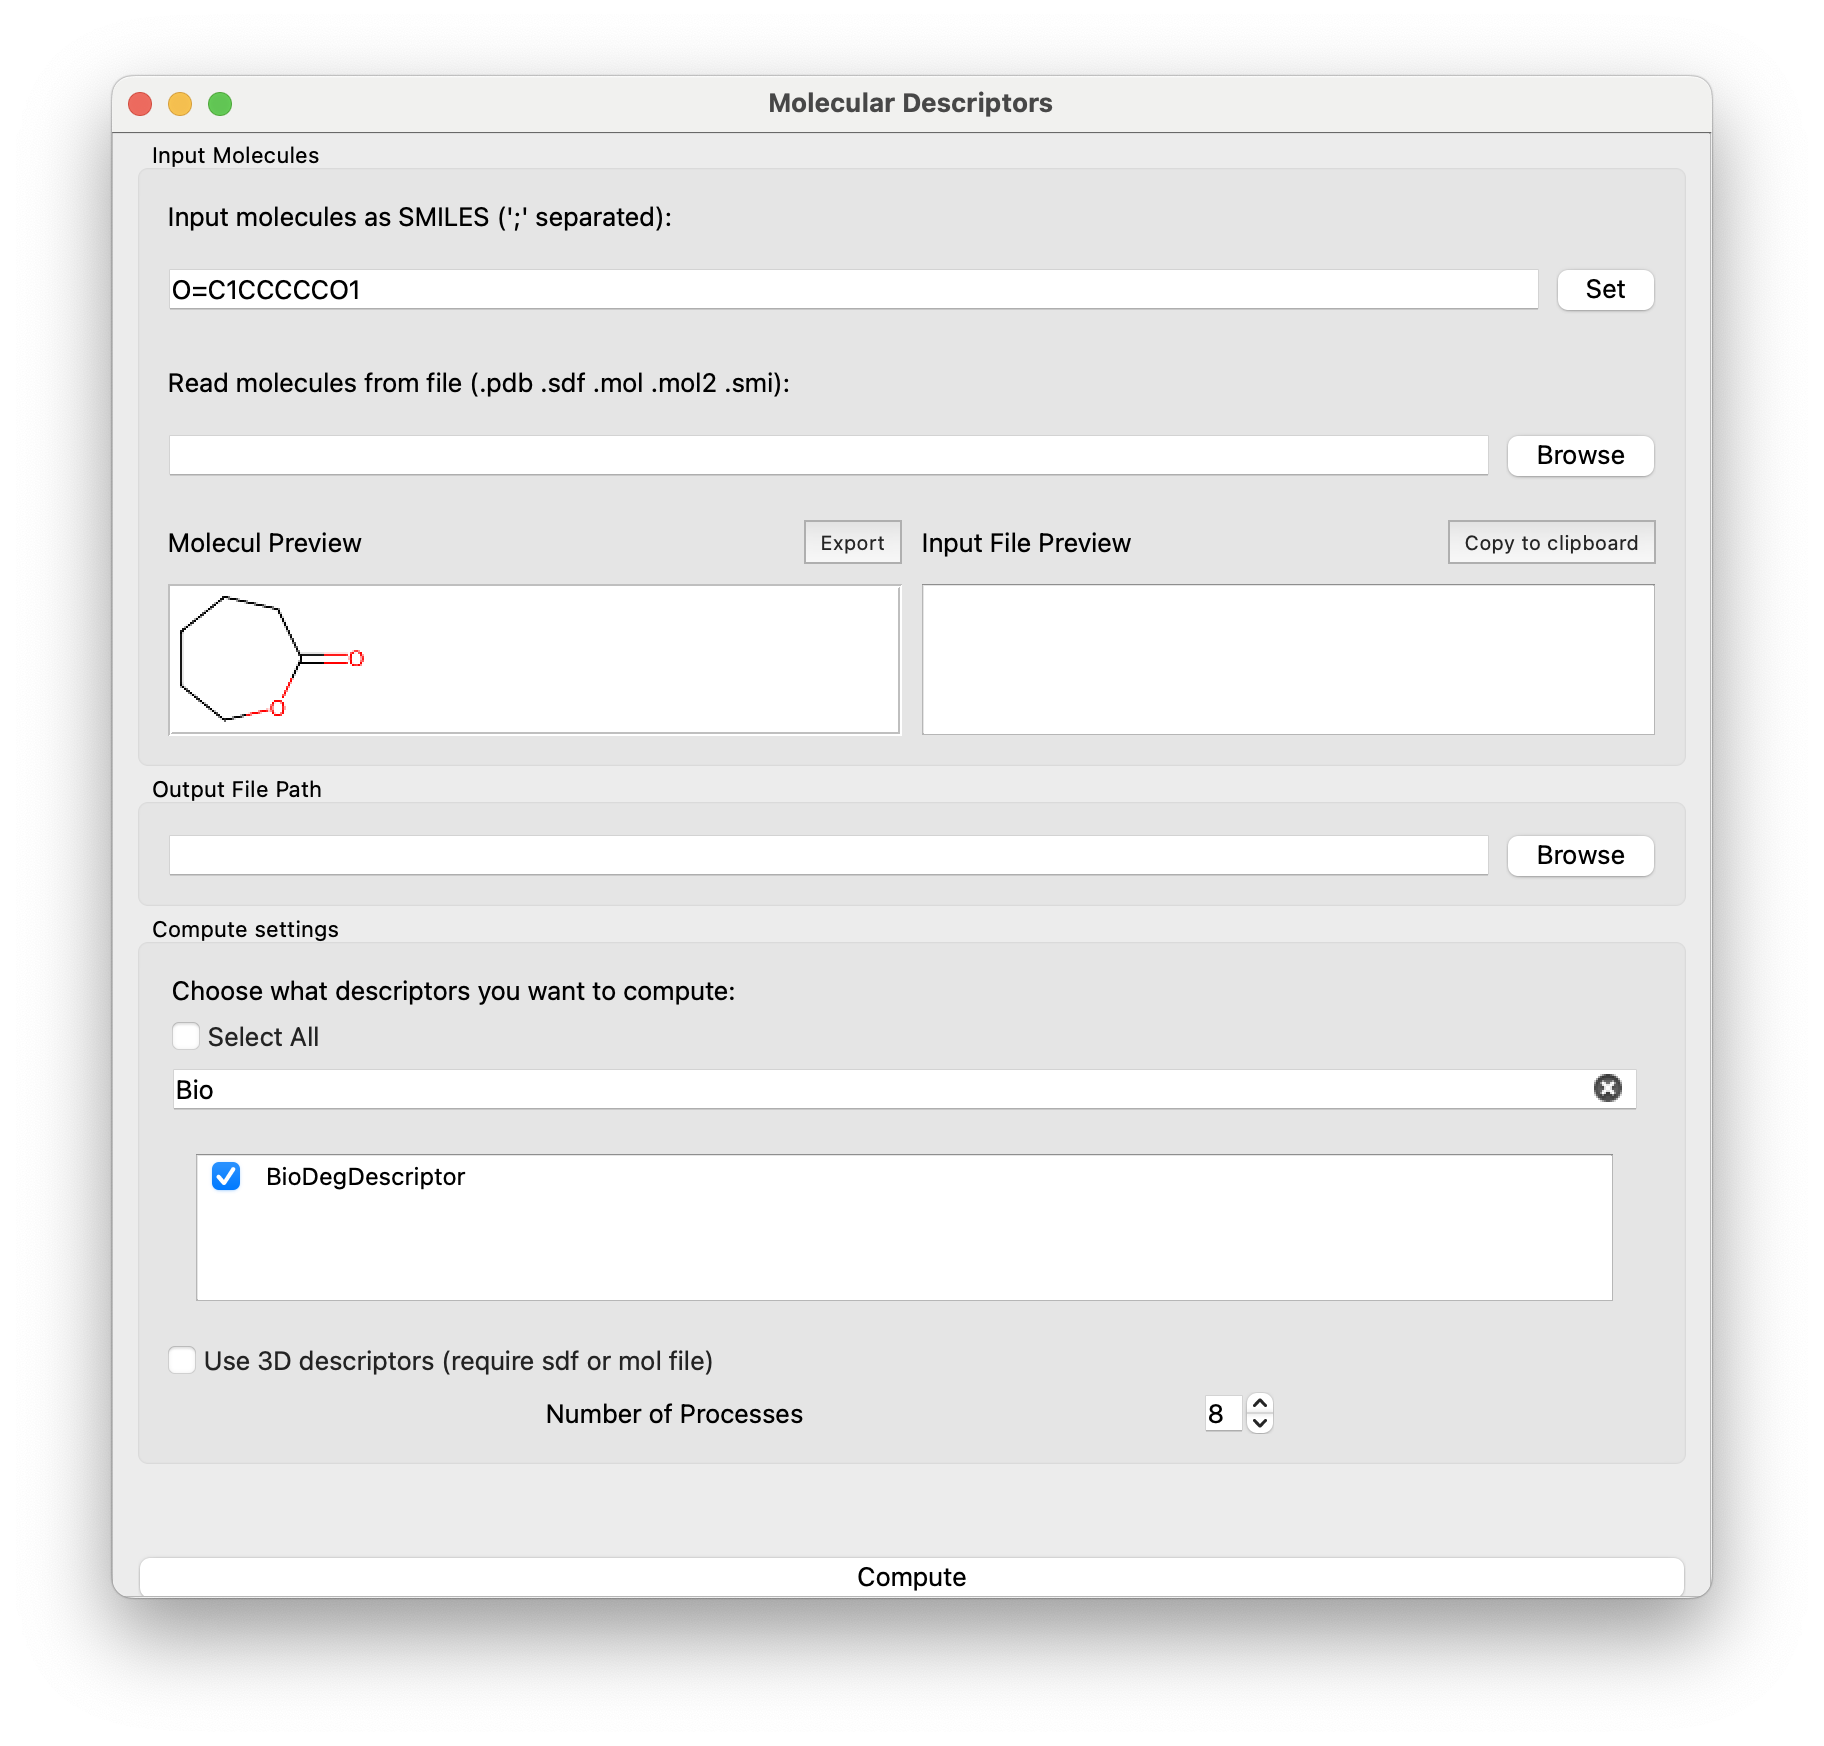 Molecular Descriptors
Input Molecules
Input molecules as SMILES (';' separated):
O=C1CCCCCO1
Set
Read molecules from file (.pdb .sdf .mol .mol2 .smi):
Browse
Molecul Preview
Export
Input File Preview
Copy to clipboard
O
O
Output File Path
Browse
Compute settings
Choose what descriptors you want to compute:
Select All
Bio
BioDegDescriptor
Use 3D descriptors (require sdf or mol file)
Number of Processes
8
Compute